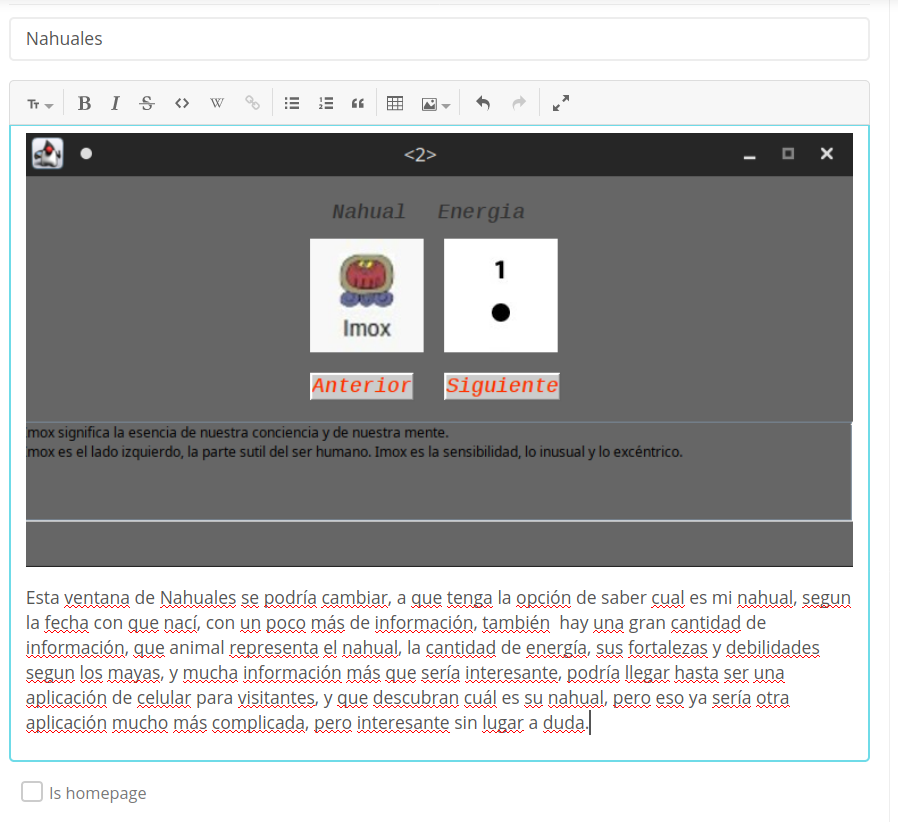 Nahuales
Tr B I S <> W
<2>
Nahual Energia
Imox
1
Anterior Siguiente
mox significa la esencia de nuestra conciencia y de nuestra mente.
mox es el lado izquierdo, la parte sutil del ser humano. Imox es la sensibilidad, lo inusual y lo excéntrico.
Esta ventana de Nahuales se podría cambiar, a que tenga la opción de saber cual es mi nahual, segun
la fecha con que nací, con un poco más de información, también  hay una gran cantidad de
información, que animal representa el nahual, la cantidad de energía, sus fortalezas y debilidades
segun los mayas, y mucha información más que sería interesante, podría llegar hasta ser una
aplicación de celular para visitantes, y que descubran cuál es su nahual, pero eso ya sería otra
aplicación mucho más complicada, pero interesante sin lugar a duda.
Is homepage